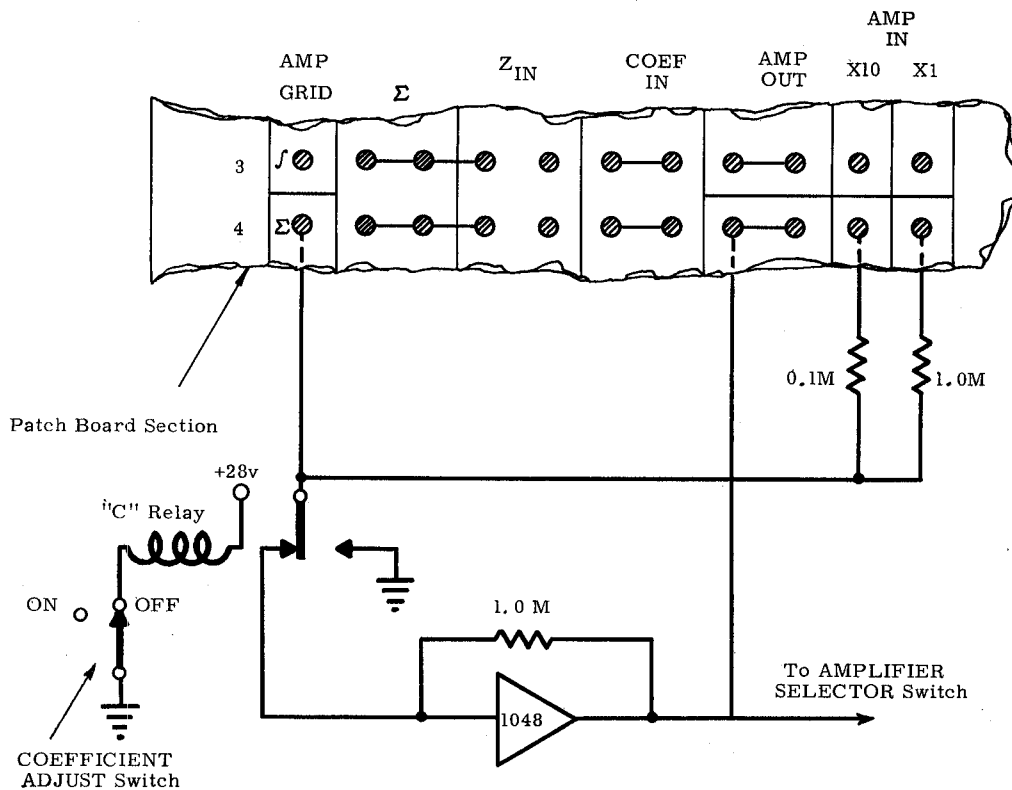 AMP
IN
AMP
GRID
Σ
Z IN
COEF
IN
AMP
OUT
X10
X1
3
∫
4
Σ
0.1M
1.0M
Patch Board Section
+28v
"C" Relay
ON
OFF
1.0 M
1048
To AMPLIFIER
SELECTOR Switch
COEFFICIENT
ADJUST Switch